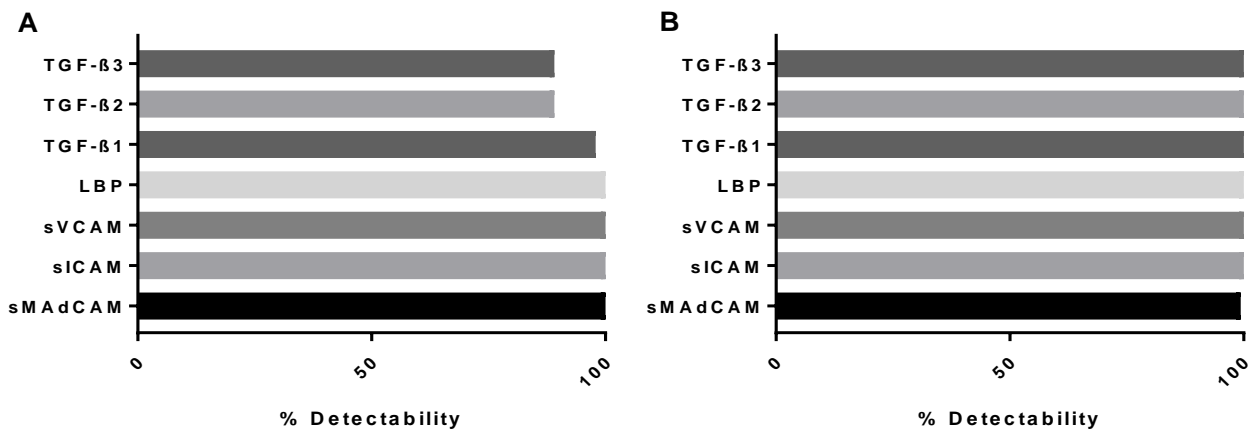 A
TGF-ß3
TGF-ß2
TGF-ß1
LBP
sVCAM
sICAM
sMAdCAM
0
50
100
% Detectability
B
TGF-ß3
TGF-ß2
TGF-ß1
LBP
sVCAM
sICAM
sMAdCAM
0
50
100
% Detectability